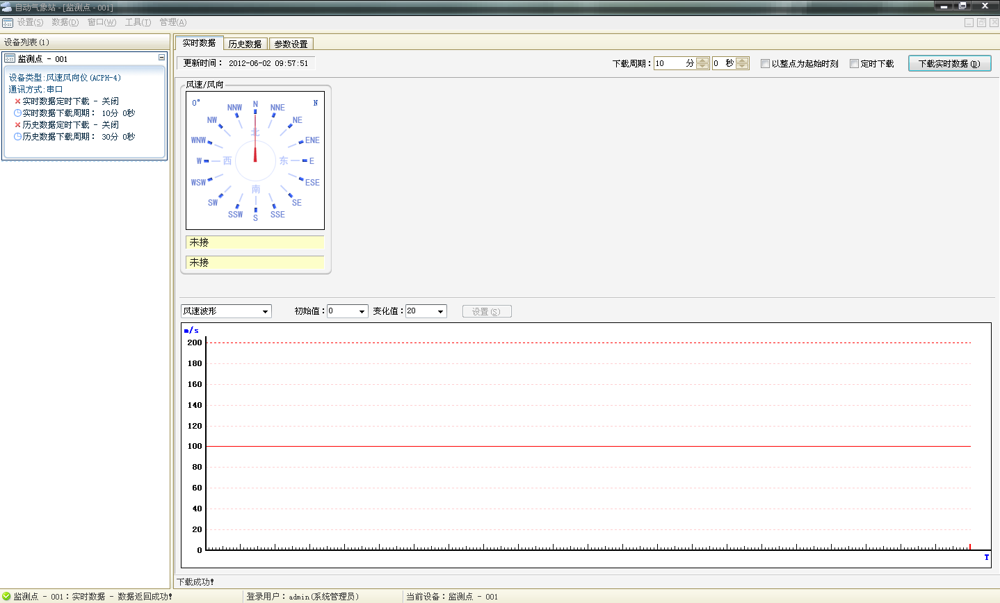 自动气象站 - [监测点 - 001]
设置(S) 数据(D) 窗口(W) 工具(T) 管理(A)
设备列表(1)
监测点 - 001
设备类型:风速风向仪(ACPH-4)
通讯方式:串口
实时数据定时下载 - 关闭
实时数据下载周期： 10分 0秒
历史数据定时下载 - 关闭
历史数据下载周期： 30分 0秒
实时数据 历史数据 参数设置
更新时间： 2012-06-02 09:57:51
下载周期： 10 分 0 秒 以整点为起始时刻 定时下载 下载实时数据(D)
风速/风向
0° N
NNW N NNE
NW NE
北
WNW ENE
W 西 东 E
WSW ESE
南
SW SE
SSW S SSE
未接
未接
风速波形 初始值：0 变化值：20 设置(S)
m/s
200
180
160
140
120
100
80
60
40
20
0
T
下载成功!
监测点 - 001：实时数据 - 数据返回成功! 登录用户：admin(系统管理员) 当前设备：监测点 - 001